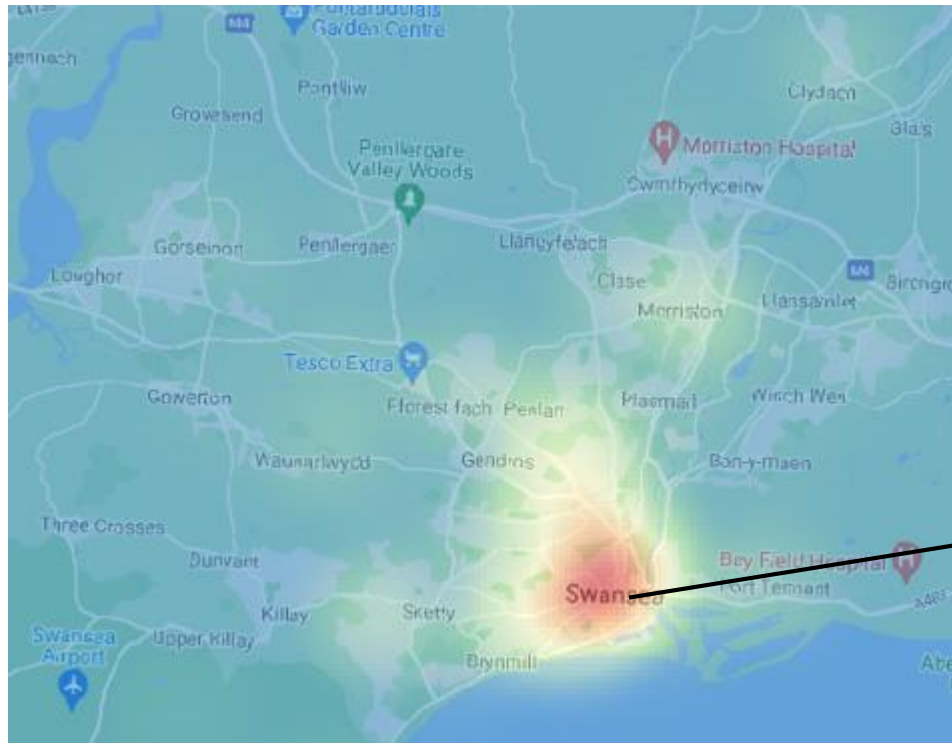 Garden Centre
M4
Pontlliw
Clydach
Grovesend
Glais
Penllergare
Valley Woods
Morriston Hospital
Cwmrhydyceirw
Gorseinon
Penllergaer
Llangyfelach
Loughor
Clase
Morriston
Llansamlet
Tesco Extra
Gowerton
Fforest fach
Penlan
Plasmarl
Winch Wen
Waunarlwydd
Gendros
Bon-y-maen
Three Crosses
Dunvant
Bay Field Hospital
Port Tennant
Swansea
A483
Killay
Sketty
Swansea
Airport
Upper Killay
Brynmill